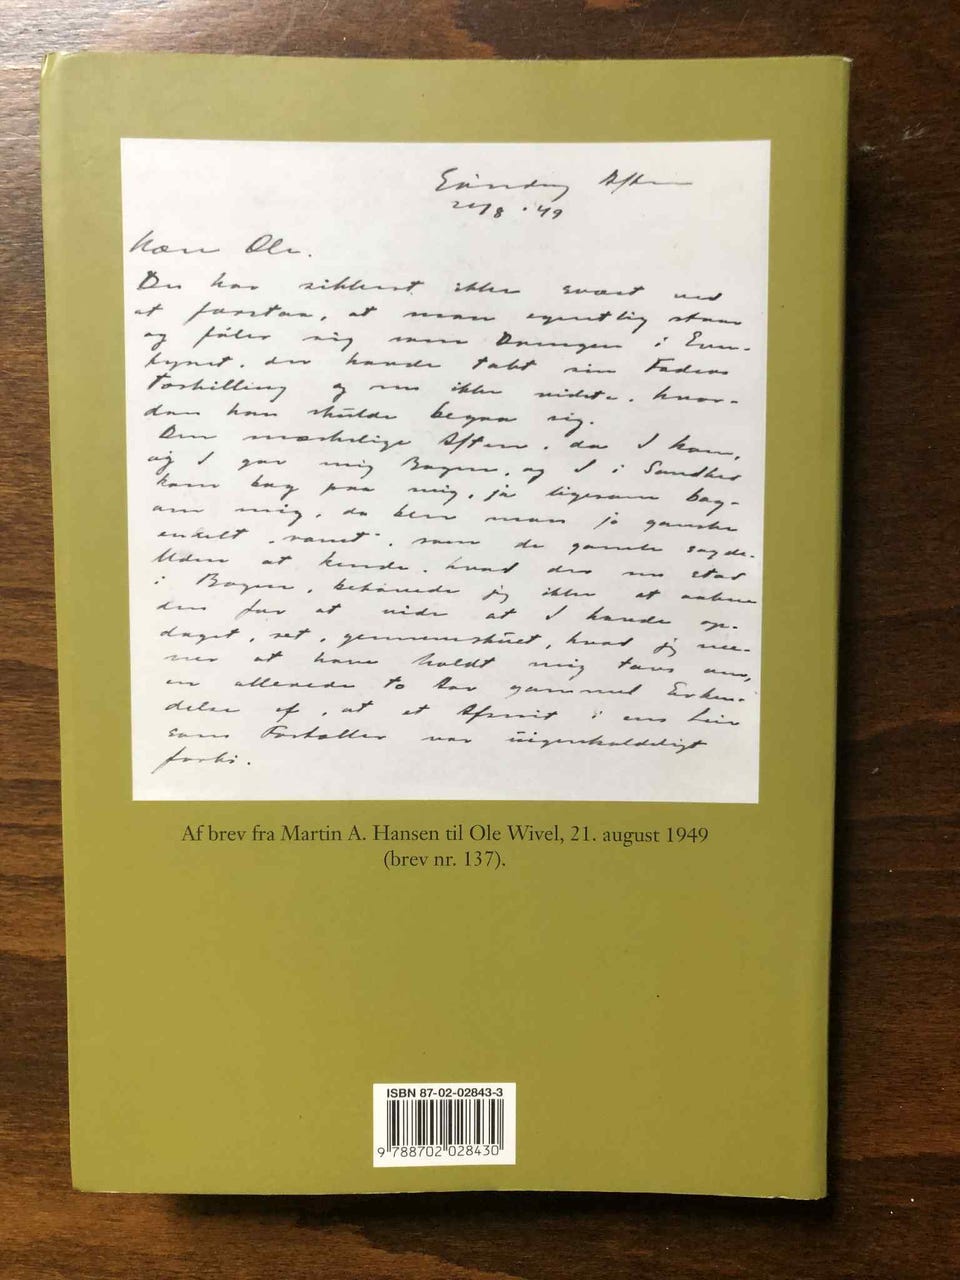 Søndag Aften
21/8 · 49
Kære Ole.
Du har sikkert ikke svært ved
at forstaa, at man egentlig staar
og føler sig som Drengen i Even-
tyret, der havde tabt sin Faders
Toskilling og nu ikke vidste, hvor-
dan han skulde begaa sig.
Den mærkelige Aften, da I kom,
og I gav mig Bogen, og I i Sandhed
kom bag paa mig, ja ligesom bag-
om mig, da blev man jo ganske
enkelt „vanet“, som de gamle sagde.
Uden at kende, hvad der nu stod
i Bogen, behøvede jeg ikke at aabne
den for at vide at I havde op-
daget, set, gennemskuet, hvad jeg me-
ner at have holdt mig tavs om,
en allerede to Aar gammel Erken-
delse af, at et Afsnit i ens Liv
som Fortæller var uigenkaldeligt
forbi.
Af brev fra Martin A. Hansen til Ole Wivel, 21. august 1949
(brev nr. 137).
ISBN 87-02-02843-3
9 788702 028430